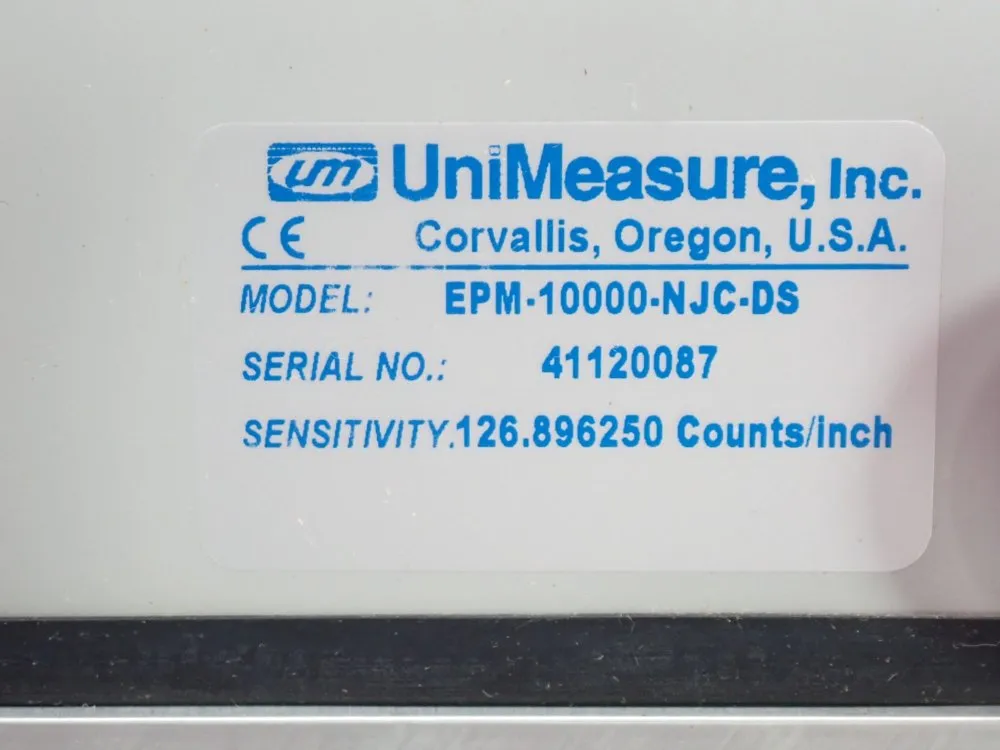 um UniMeasure, Inc.
CE Corvallis, Oregon, U.S.A.
MODEL: EPM-10000-NJC-DS
SERIAL NO.: 41120087
SENSITIVITY.126.896250 Counts/inch